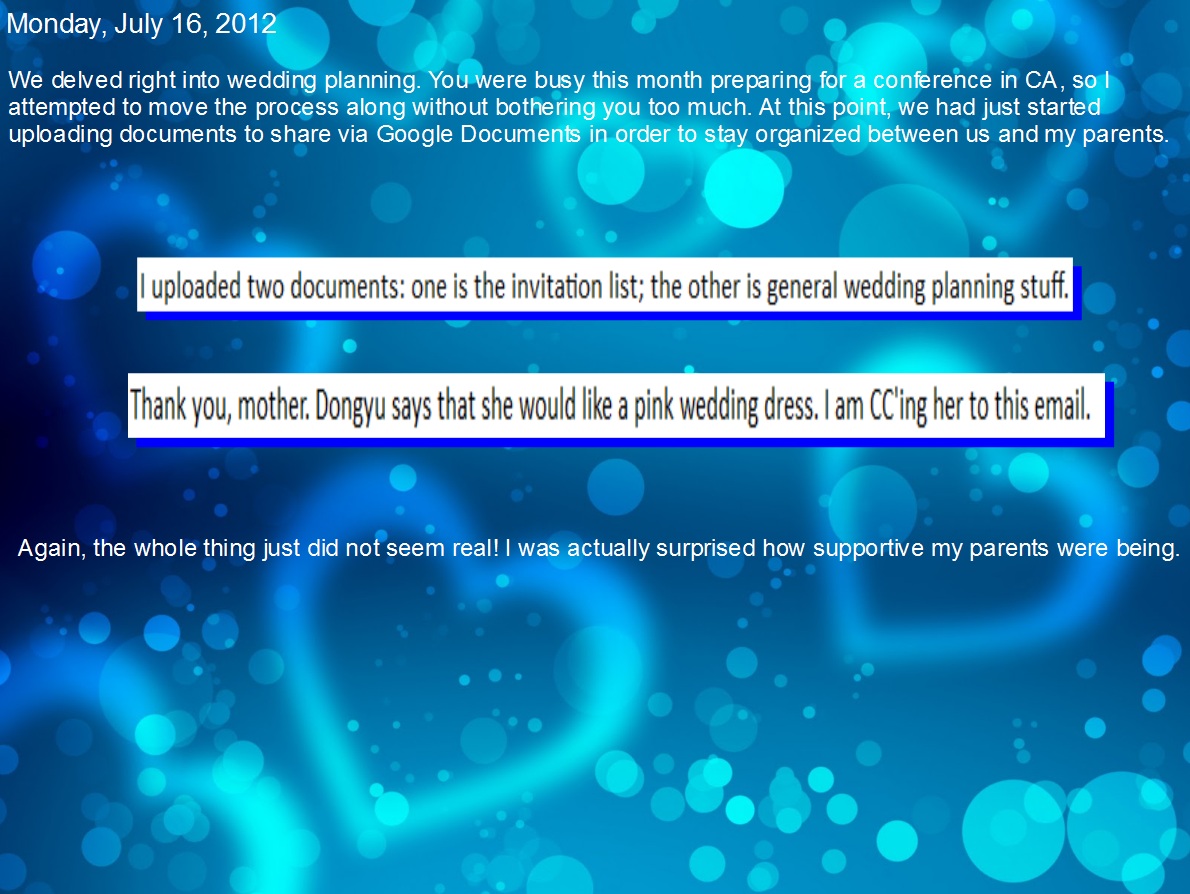 Monday, July 16, 2012
We delved right into wedding planning. You were busy this month preparing for a conference in CA, so I
attempted to move the process along without bothering you too much. At this point, we had just started
uploading documents to share via Google Documents in order to stay organized between us and my parents.
I uploaded two documents: one is the invitation list; the other is general wedding planning stuff.
Thank you, mother. Dongyu says that she would like a pink wedding dress. I am CC'ing her to this email.
Again, the whole thing just did not seem real! I was actually surprised how supportive my parents were being.